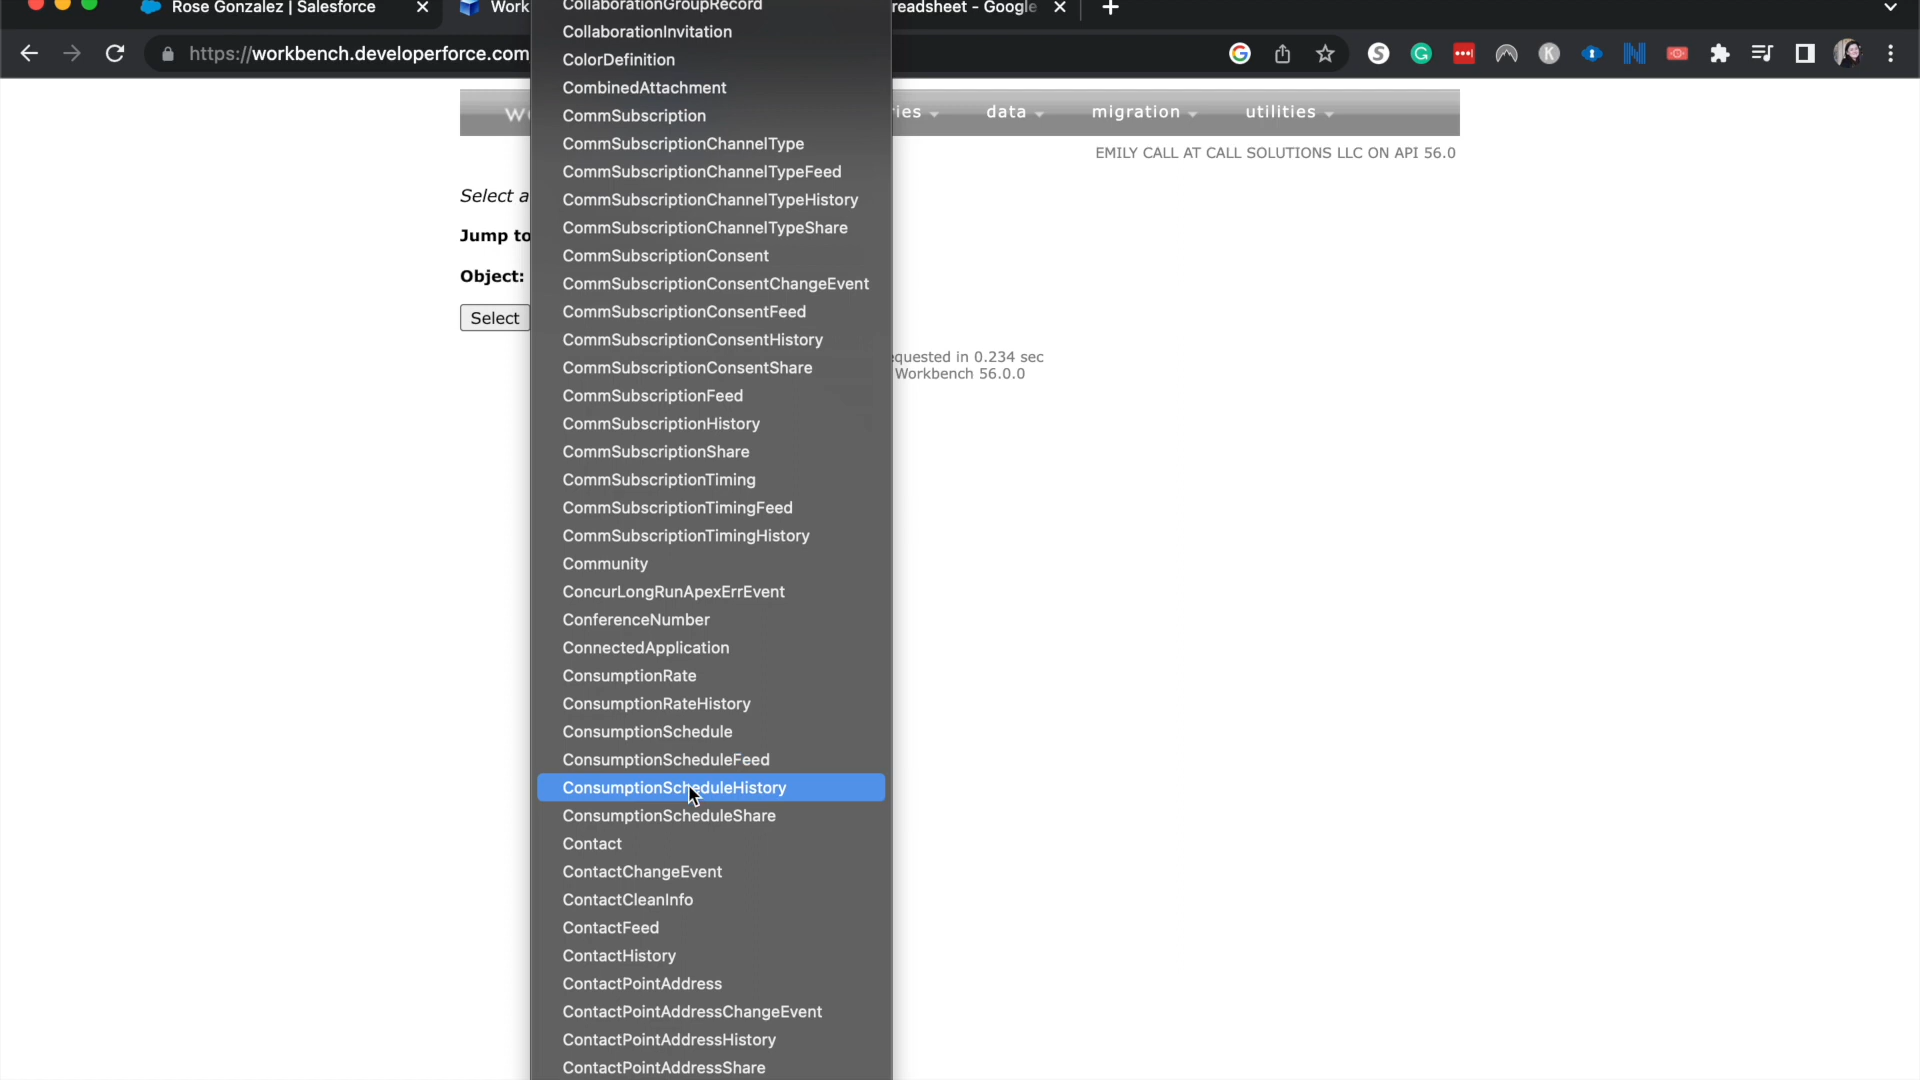 Rose Gonzalez | Salesforce
Work
readsheet - Google
https://workbench.developerforce.com
ies
data
migration
utilities
EMILY CALL AT CALL SOLUTIONS LLC ON API 56.0
Select a
Jump to
Object:
Select
equested in 0.234 sec
Workbench 56.0.0
CollaborationGroupRecord
CollaborationInvitation
ColorDefinition
CombinedAttachment
CommSubscription
CommSubscriptionChannelType
CommSubscriptionChannelTypeFeed
CommSubscriptionChannelTypeHistory
CommSubscriptionChannelTypeShare
CommSubscriptionConsent
CommSubscriptionConsentChangeEvent
CommSubscriptionConsentFeed
CommSubscriptionConsentHistory
CommSubscriptionConsentShare
CommSubscriptionFeed
CommSubscriptionHistory
CommSubscriptionShare
CommSubscriptionTiming
CommSubscriptionTimingFeed
CommSubscriptionTimingHistory
Community
ConcurLongRunApexErrEvent
ConferenceNumber
ConnectedApplication
ConsumptionRate
ConsumptionRateHistory
ConsumptionSchedule
ConsumptionScheduleFeed
ConsumptionScheduleHistory
ConsumptionScheduleShare
Contact
ContactChangeEvent
ContactCleanInfo
ContactFeed
ContactHistory
ContactPointAddress
ContactPointAddressChangeEvent
ContactPointAddressHistory
ContactPointAddressShare